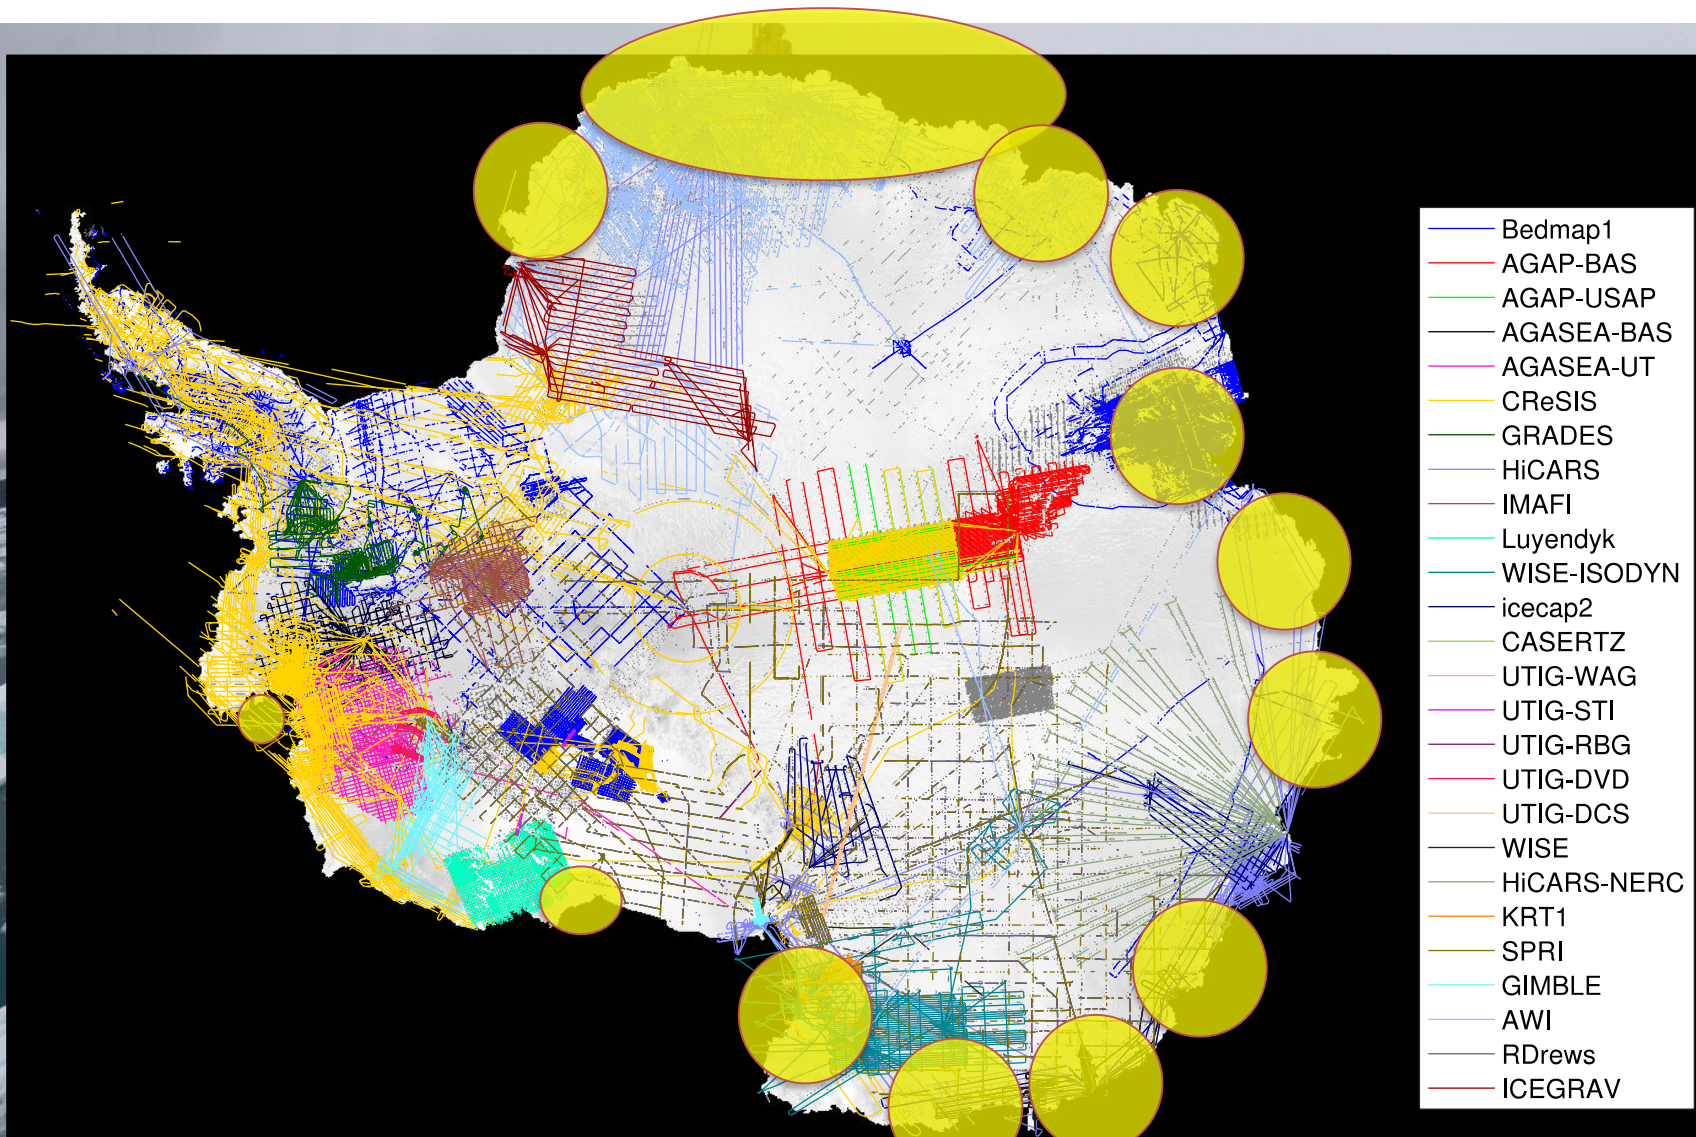 Bedmap1
AGAP-BAS
AGAP-USAP
AGASEA-BAS
AGASEA-UT
CReSIS
GRADES
HiCARS
IMAFI
Luyendyk
WISE-ISODYN
icecap2
CASERTZ
UTIG-WAG
UTIG-STI
UTIG-RBG
UTIG-DVD
UTIG-DCS
WISE
HiCARS-NERC
KRT1
SPRI
GIMBLE
AWI
RDrews
ICEGRAV